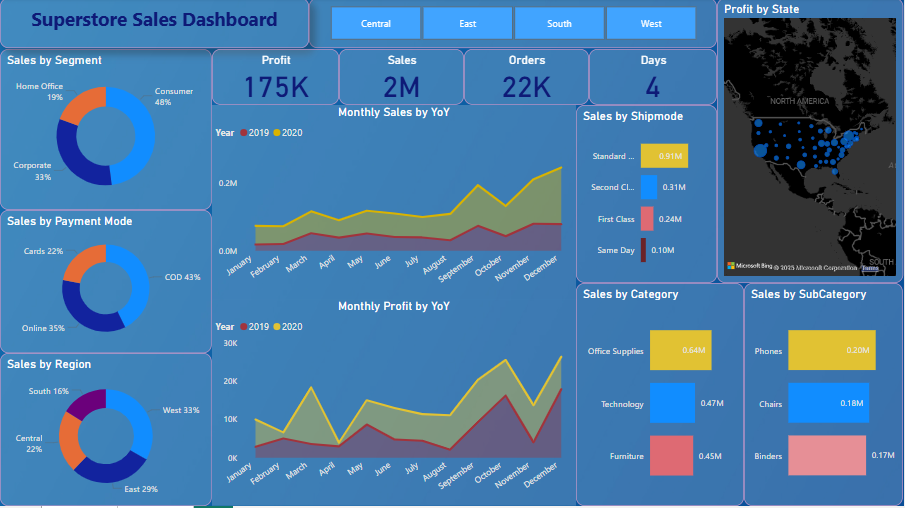 Superstore Sales Dashboard
Central
East
South
West
Profit by State
NORTH AMERICA
SOUTH
Microsoft Bing © 2025 Microsoft Corporation Terms
Sales by Segment
Home Office
19%
Consumer
48%
Corporate
33%
Profit
175K
Sales
2M
Orders
22K
Days
4
Monthly Sales by YoY
Year 2019 2020
0.2M
0.0M
January
February
March
April
May
June
July
August
September
October
November
December
Sales by Shipmode
Standard ... 0.91M
Second Cl... 0.31M
First Class 0.24M
Same Day 0.10M
Sales by Payment Mode
Cards 22%
COD 43%
Online 35%
Monthly Profit by YoY
Year 2019 2020
30K
20K
10K
0K
January
February
March
April
May
June
July
August
September
October
November
December
Sales by Region
South 16%
West 33%
Central
22%
East 29%
Sales by Category
Office Supplies 0.64M
Technology 0.47M
Furniture 0.45M
Sales by SubCategory
Phones 0.20M
Chairs 0.18M
Binders 0.17M